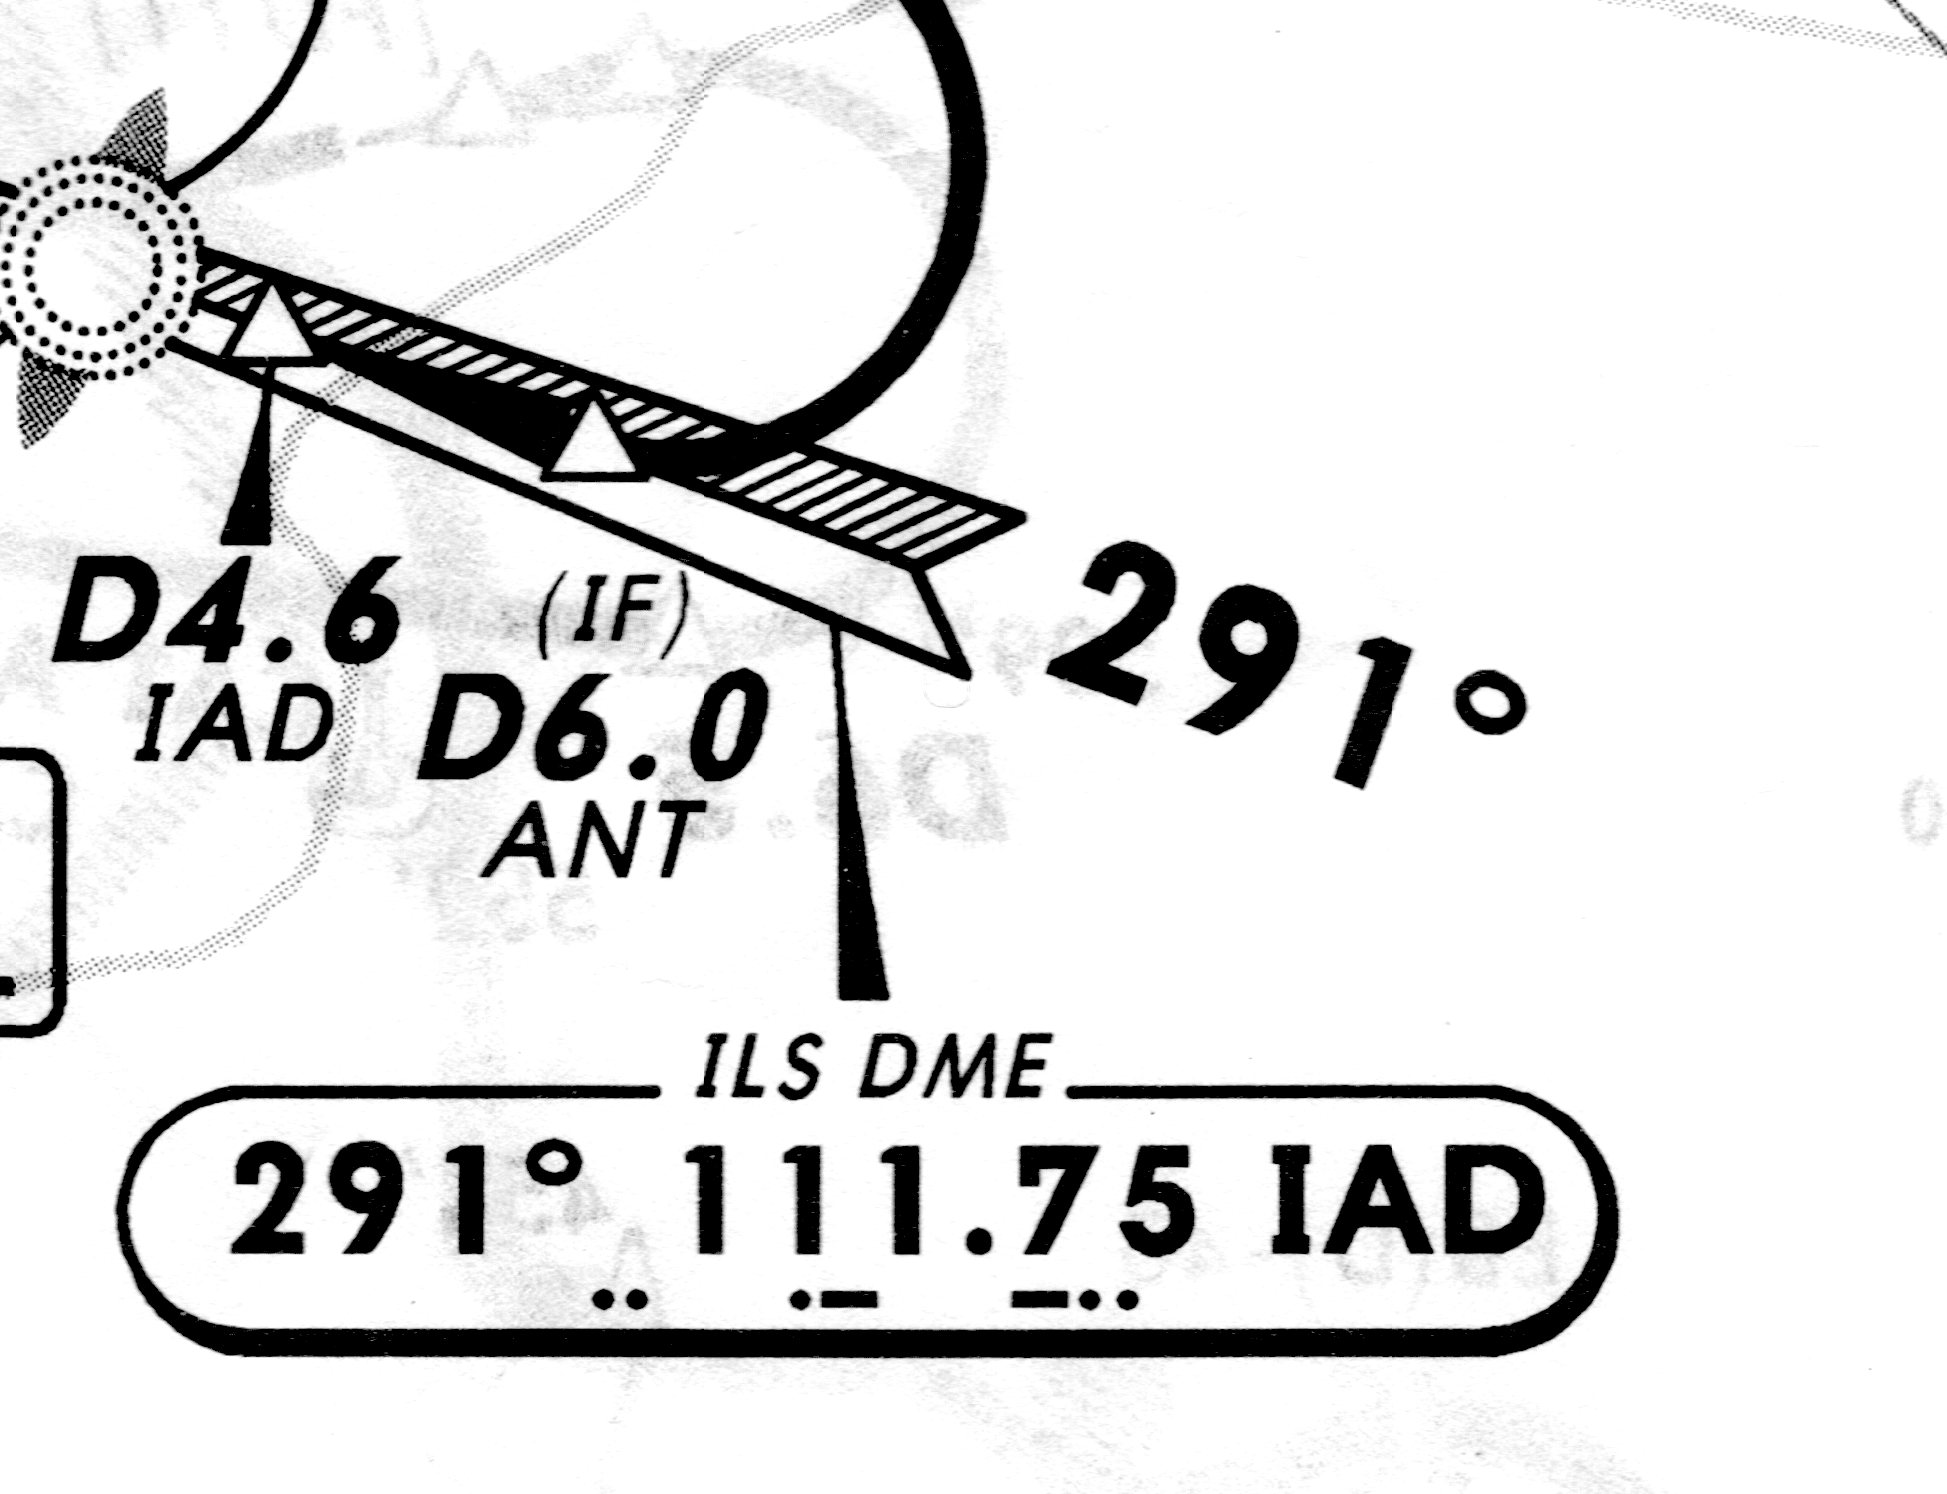 291°
D4.6
IAD
(IF)
D6.0
ANT
ILS DME
291° 111.75 IAD